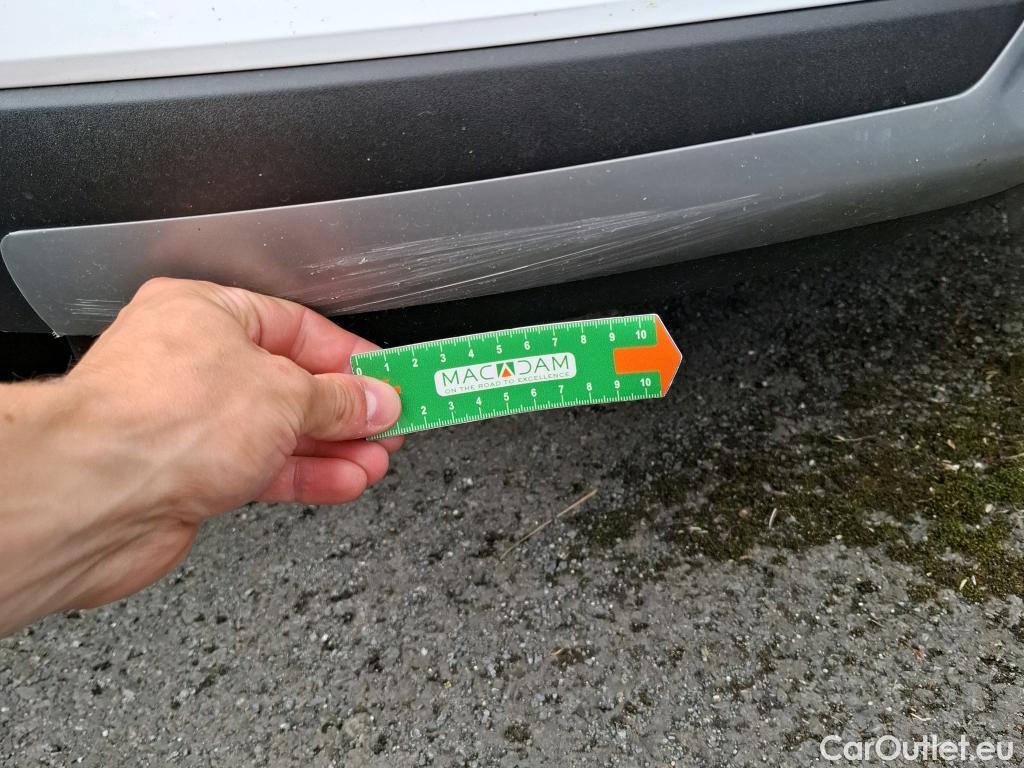 0 1 2 3 4 5 6 7 8 9 10
MACADAM
ON THE ROAD TO EXCELLENCE
2 3 4 5 6 7 8 9 10
CarOutlet.eu